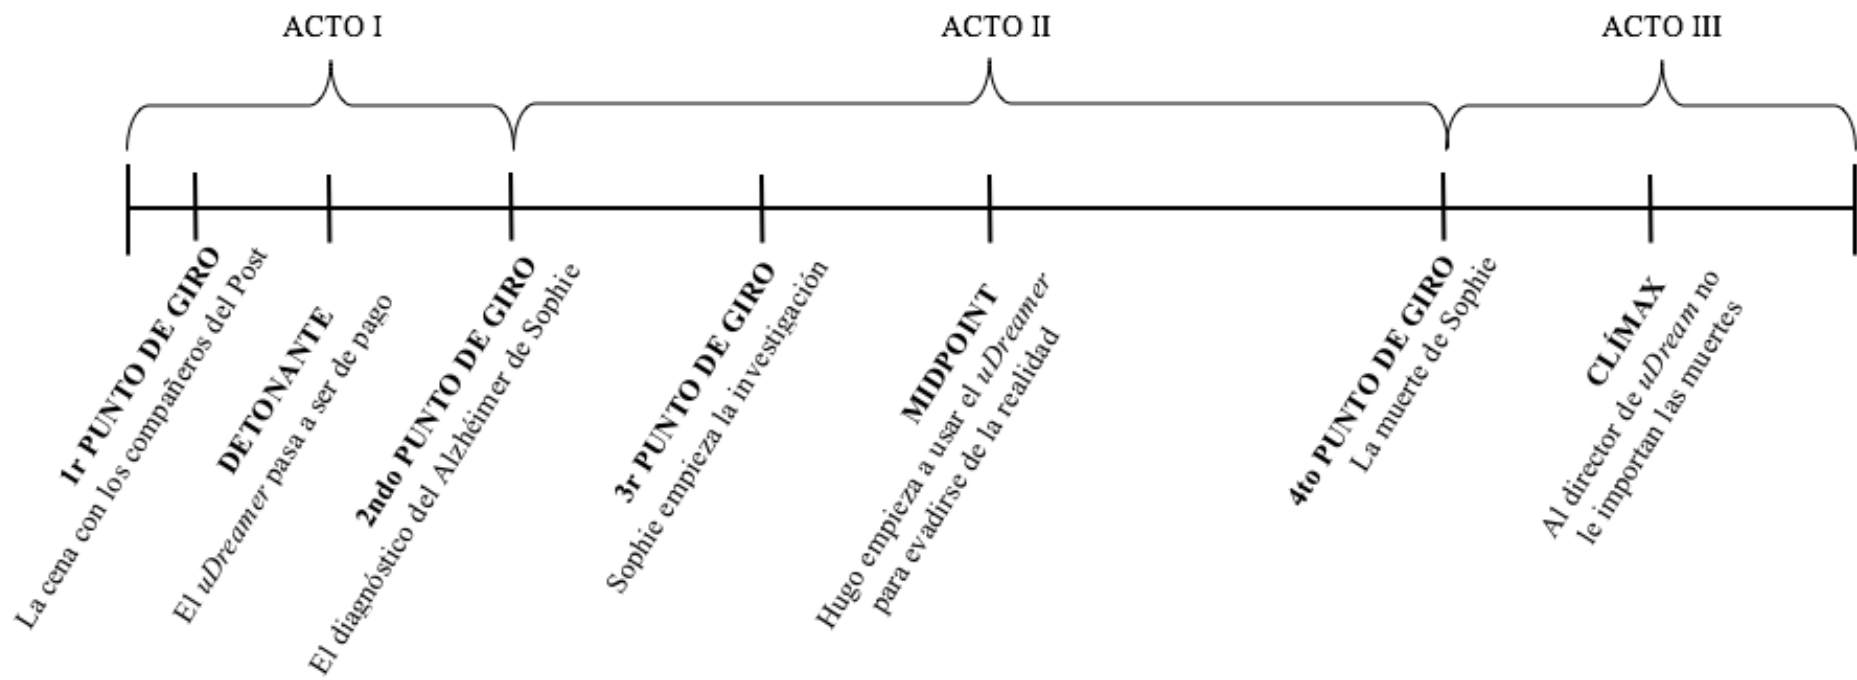 ACTO I
ACTO II
ACTO III
1r PUNTO DE GIRO
La cena con los compañeros del Post
DETONANTE
El uDreamer pasa a ser de pago
2ndo PUNTO DE GIRO
El diagnóstico del Alzhéimer de Sophie
3r PUNTO DE GIRO
Sophie empieza la investigación
MIDPOINT
Hugo empieza a usar el uDreamer
para evadirse de la realidad
4to PUNTO DE GIRO
La muerte de Sophie
CLÍMAX
Al director de uDream no
le importan las muertes